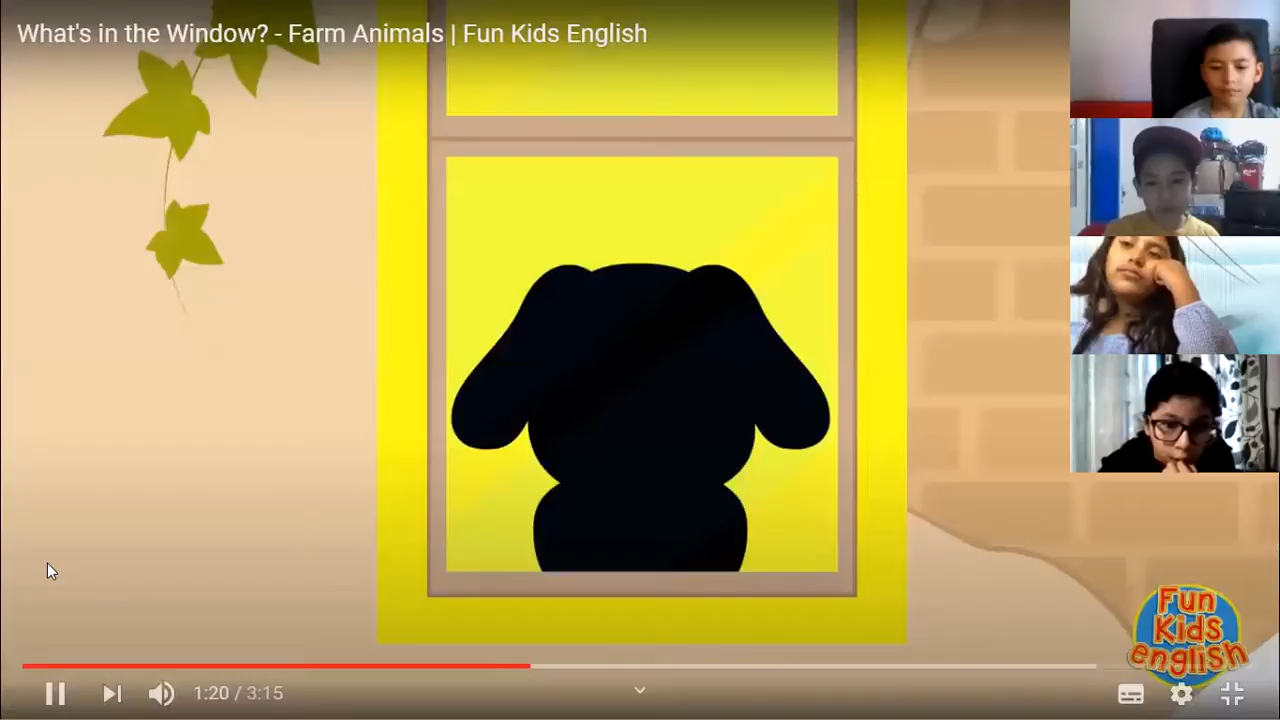 What's in the Window? - Farm Animals | Fun Kids English
Fun
Kids
english
1:20 / 3:15